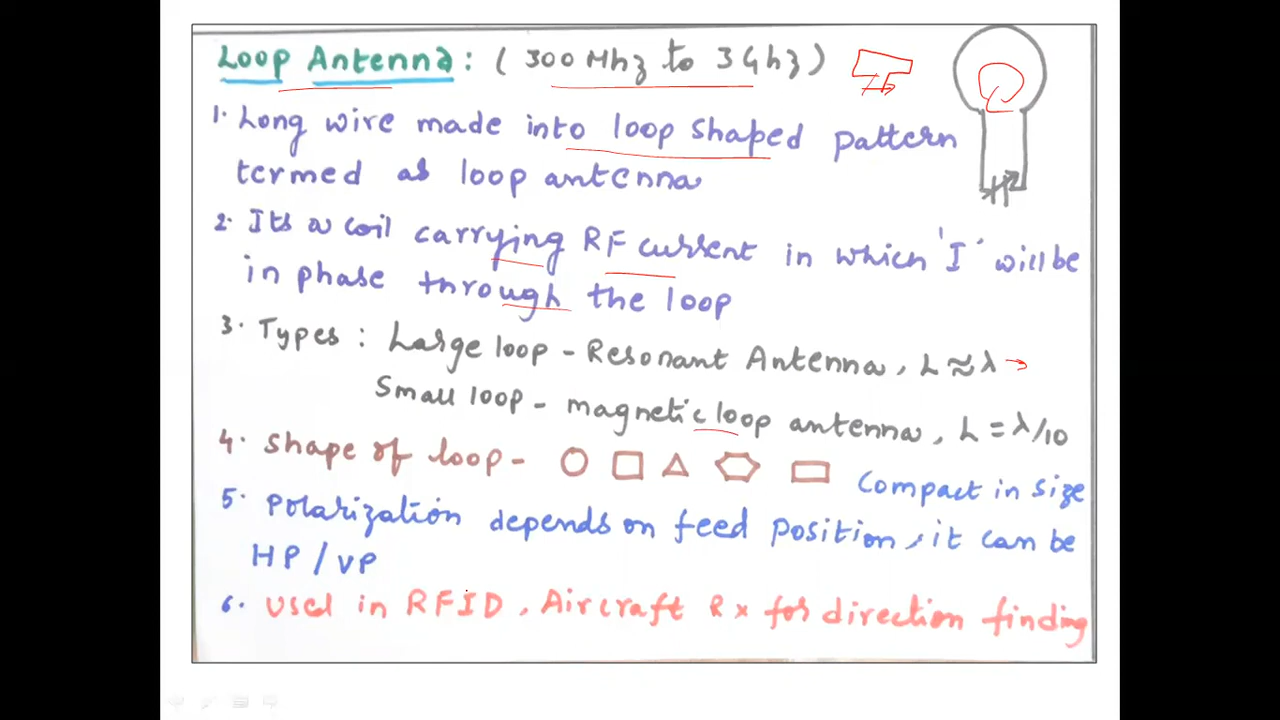 Loop Antenna: (300 Mhz to 3Ghz)
1. Long wire made into loop shaped pattern
termed as loop antenna
2. Its a coil carrying RF current in which 'I' will be
in phase through the loop
3. Types: Large loop - Resonant Antenna, L≈λ
Small loop - magnetic loop antenna, L = λ/10
4. Shape of loop-
Compact in size
5. Polarization depends on feed position, it can be
HP/VP
6. Used in RFID, Aircraft Rx for direction finding